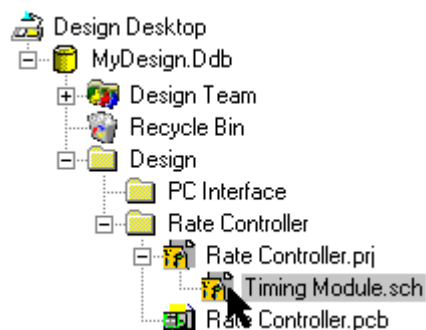 Design Desktop
MyDesign.Ddb
Design Team
Recycle Bin
Design
PC Interface
Rate Controller
Rate Controller.prj
Timing Module.sch
Rate Controller.pcb